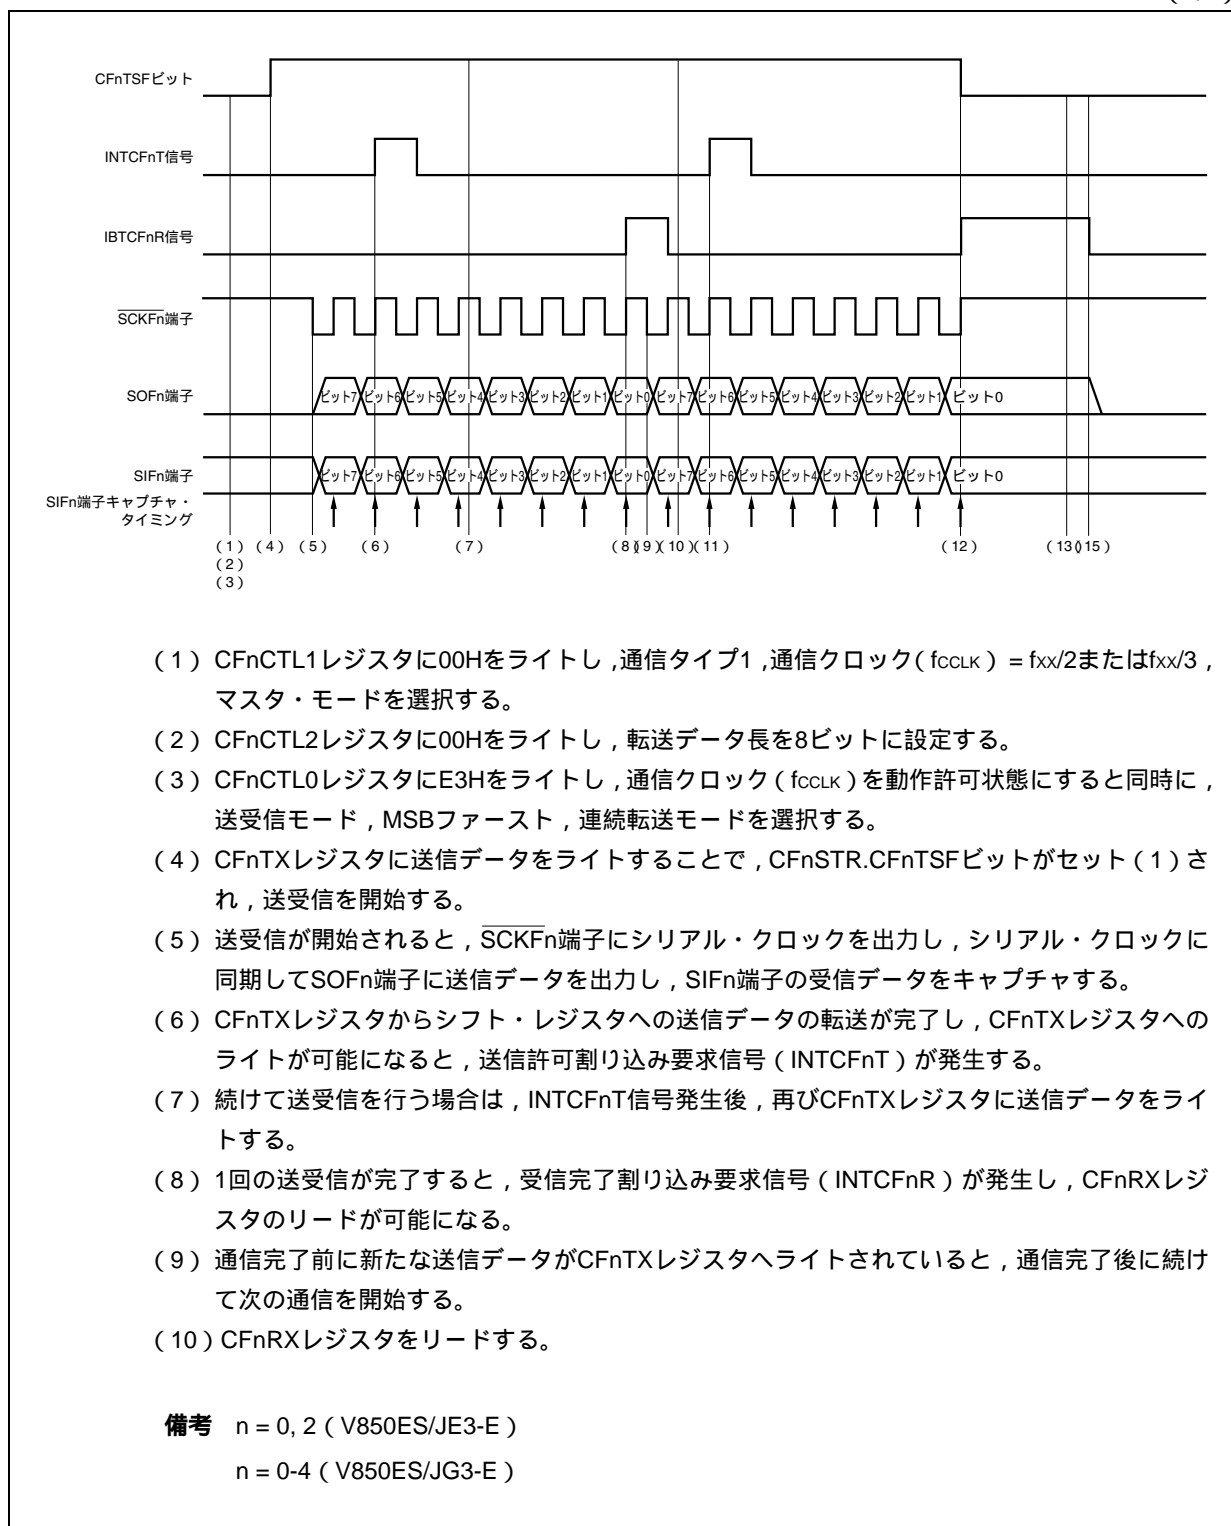 CFnTSFビット
INTCFnT信号
IBTCFnR信号
SCKFn端子
SOFn端子
ビット7 ビット6 ビット5 ビット4 ビット3 ビット2 ビット1 ビット0 ビット7 ビット6 ビット5 ビット4 ビット3 ビット2 ビット1 ビット0
SIFn端子
ビット7 ビット6 ビット5 ビット4 ビット3 ビット2 ビット1 ビット0 ビット7 ビット6 ビット5 ビット4 ビット3 ビット2 ビット1 ビット0
SIFn端子キャプチャ・
タイミング
(1) (4) (5) (6) (7) (8)(9)(10)(11) (12) (13)(15)
(2)
(3)
(1) CFnCTL1レジスタに00Hをライトし,通信タイプ1,通信クロック(fCCLK)= fXX/2またはfXX/3,
マスタ・モードを選択する。
(2) CFnCTL2レジスタに00Hをライトし,転送データ長を8ビットに設定する。
(3) CFnCTL0レジスタにE3Hをライトし,通信クロック(fCCLK)を動作許可状態にすると同時に,
送受信モード,MSBファースト,連続転送モードを選択する。
(4) CFnTXレジスタに送信データをライトすることで,CFnSTR.CFnTSFビットがセット(1)さ
れ,送受信を開始する。
(5) 送受信が開始されると,SCKFn端子にシリアル・クロックを出力し,シリアル・クロックに
同期してSOFn端子に送信データを出力し,SIFn端子の受信データをキャプチャする。
(6) CFnTXレジスタからシフト・レジスタへの送信データの転送が完了し,CFnTXレジスタへの
ライトが可能になると,送信許可割り込み要求信号(INTCFnT)が発生する。
(7) 続けて送受信を行う場合は,INTCFnT信号発生後,再びCFnTXレジスタに送信データをライ
トする。
(8) 1回の送受信が完了すると,受信完了割り込み要求信号(INTCFnR)が発生し,CFnRXレジ
スタのリードが可能になる。
(9) 通信完了前に新たな送信データがCFnTXレジスタへライトされていると,通信完了後に続け
て次の通信を開始する。
(10) CFnRXレジスタをリードする。
備考 n = 0, 2(V850ES/JE3-E)
n = 0-4(V850ES/JG3-E)